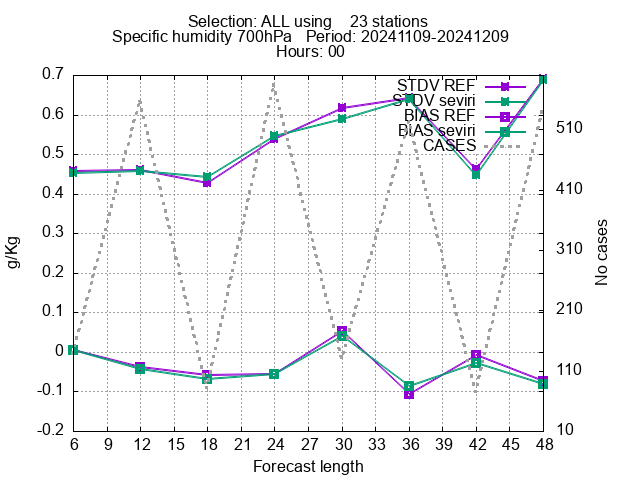 Selection: ALL using 23 stations
Specific humidity 700hPa Period: 20241109-20241209
Hours: 00
STDV REF
STDV seviri
BIAS REF
BIAS seviri
CASES
0.7
0.6
0.5
0.4
0.3
0.2
0.1
0
-0.1
-0.2
g/Kg
510
410
310
210
110
10
No cases
6 9 12 15 18 21 24 27 30 33 36 39 42 45 48
Forecast length